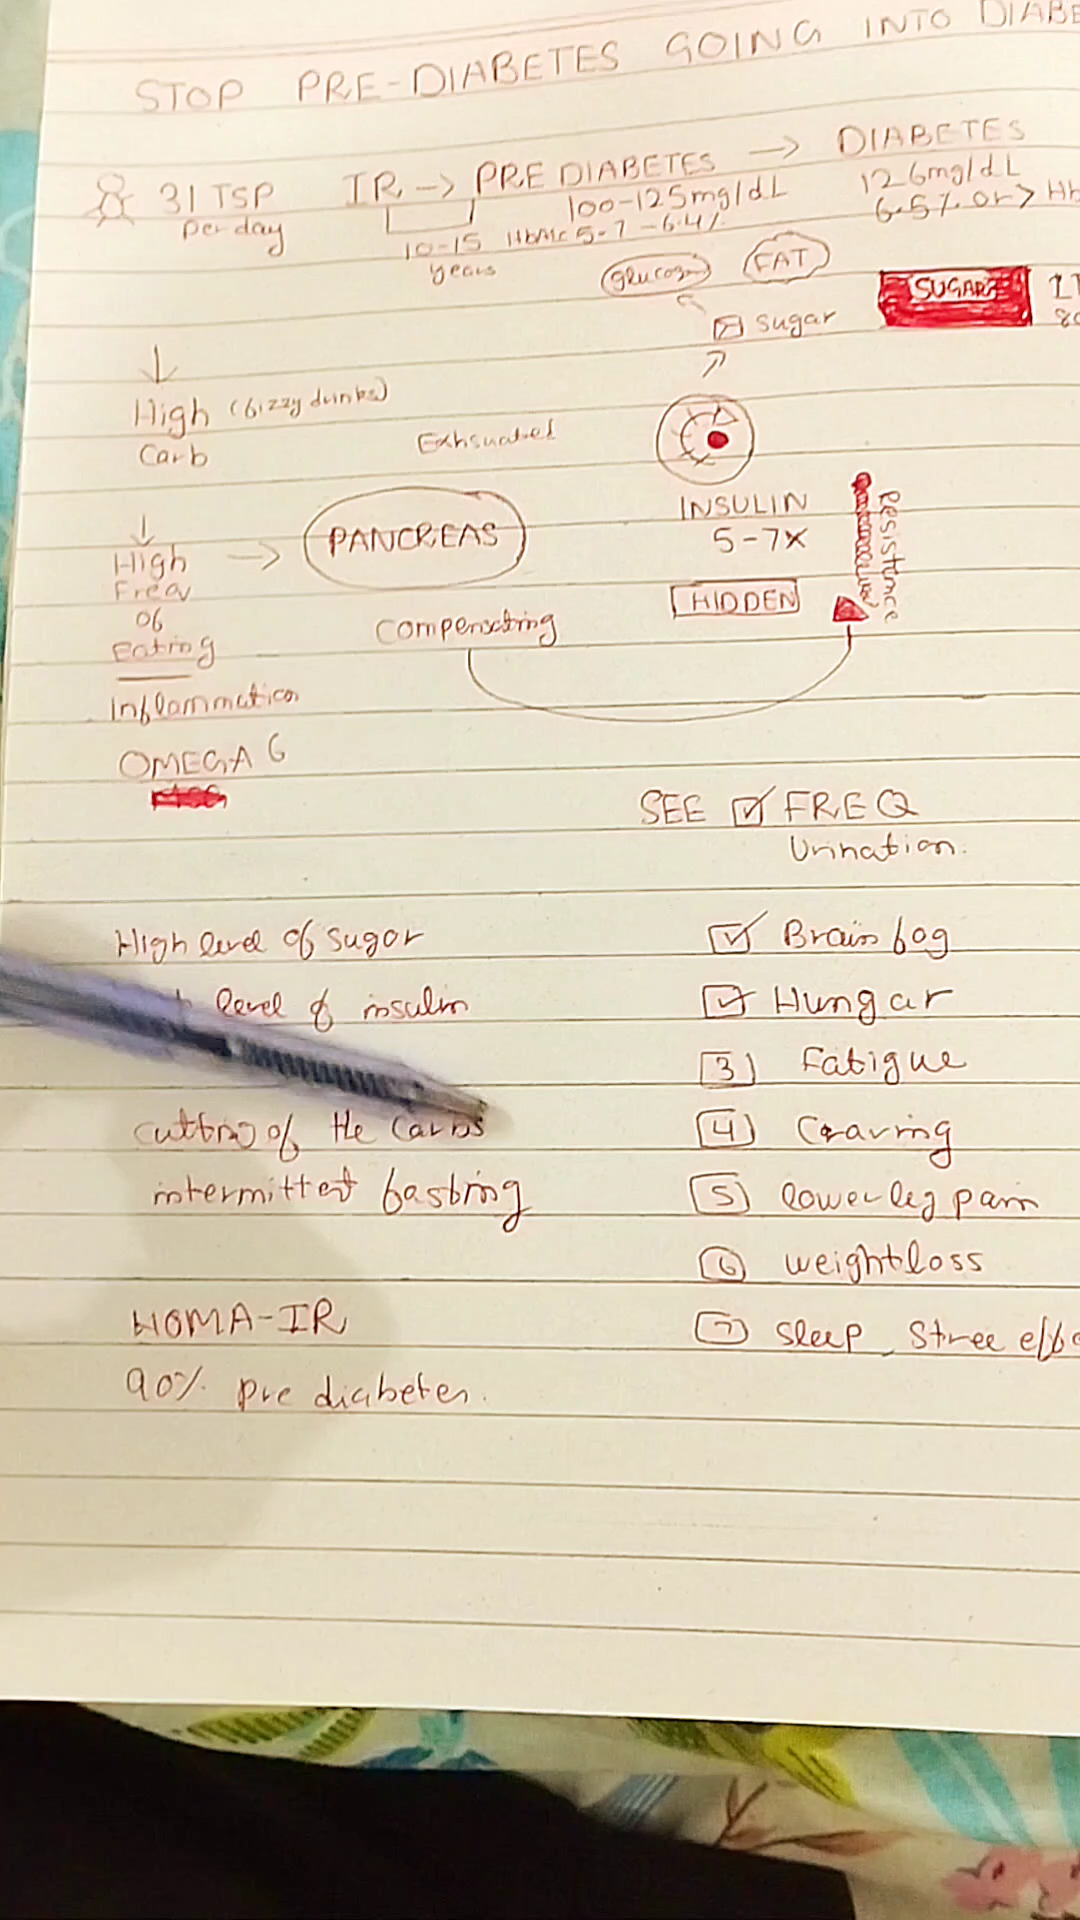 STOP PRE-DIABETES GOING INTO DIABE
31 TSP IR → PRE DIABETES → DIABETES
Per day 100-125mg/dL 126mg/dL
10-15 HbA1c 5.7 - 6.4% 6.5% or > Hb
years
glucose FAT
SUGAR
sugar
↓
High (fizzy drinks)
Carb
Exhsuated
INSULIN
5-7x
Resistence
↓
High → PANCREAS
Freq
of
Eating
HIDDEN
Compensating
Inflammation
OMEGA 6
SEE ☑ FREQ
Urination.
High level of sugar
level of insulin
cutting of the Carbs
intermittent fasting
HOMA-IR
90% Pre diabetes.
☑ Brain fog
☑ Hungar
3 Fatigue
4 Craving
5 lower leg pain
6 weightloss
7 Sleep, Stree